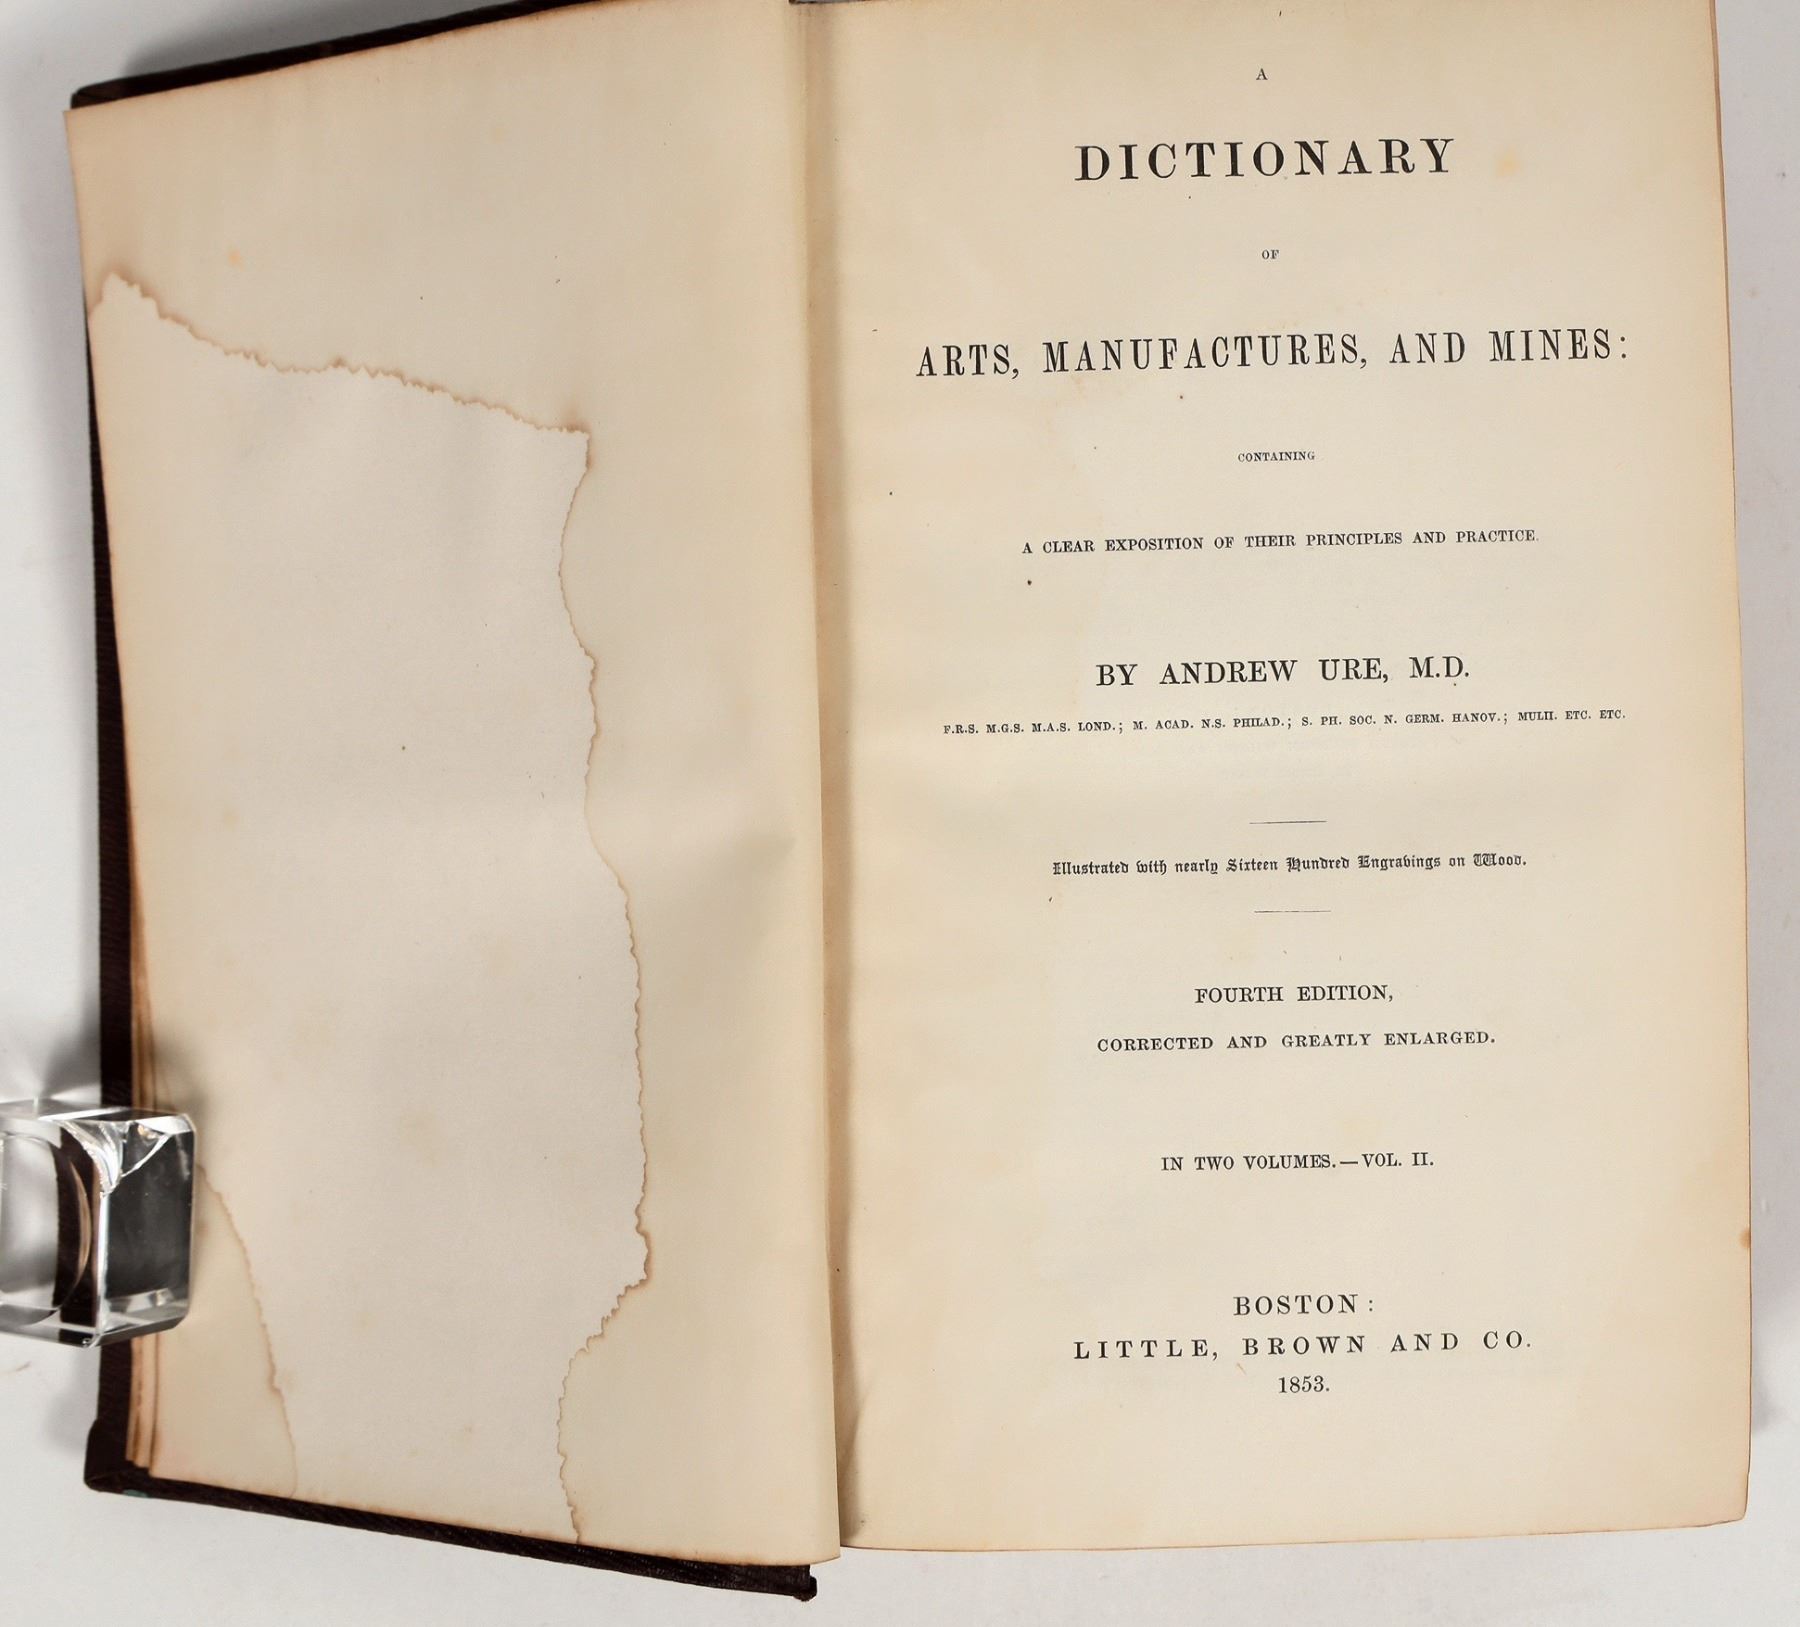 A
DICTIONARY
OF
ARTS, MANUFACTURES, AND MINES:
CONTAINING
A CLEAR EXPOSITION OF THEIR PRINCIPLES AND PRACTICE.
BY ANDREW URE, M.D.
F.R.S. M.G.S. M.A.S. LOND.; M. ACAD. N.S. PHILAD.; S. PH. SOC. N. GERM. HANOV.; MULII. ETC. ETC.
Illustrated with nearly Sixteen Hundred Engravings on Wood.
FOURTH EDITION,
CORRECTED AND GREATLY ENLARGED.
IN TWO VOLUMES.—VOL. II.
BOSTON:
LITTLE, BROWN AND CO.
1853.